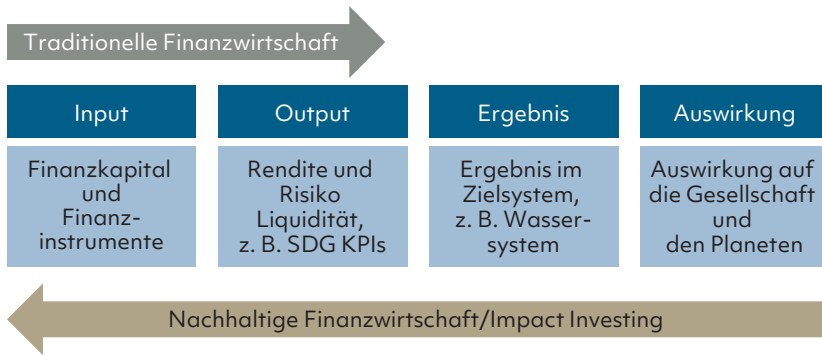 Traditionelle Finanzwirtschaft
Input
Output
Ergebnis
Auswirkung
Finanzkapital
und
Finanz-
instrumente
Rendite und
Risiko
Liquidität,
z. B. SDG KPIs
Ergebnis im
Zielsystem,
z. B. Wasser-
system
Auswirkung auf
die Gesellschaft
und
den Planeten
Nachhaltige Finanzwirtschaft/Impact Investing